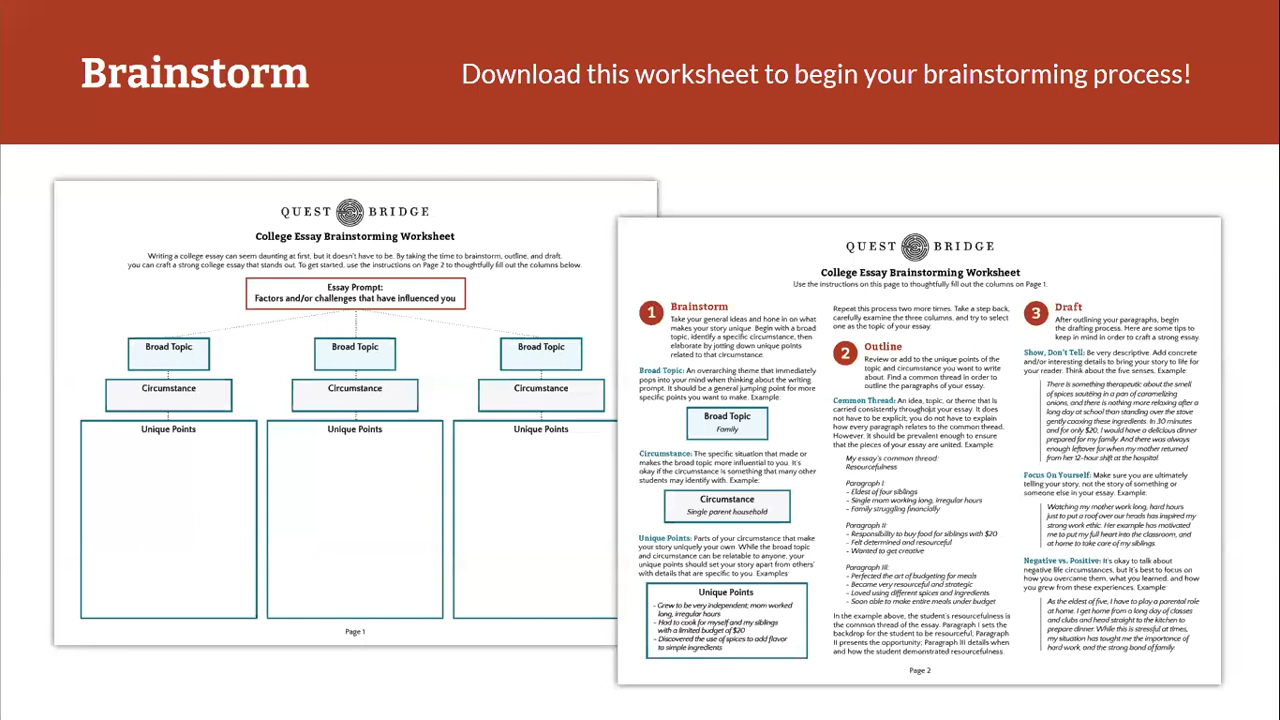 Brainstorm
Download this worksheet to begin your brainstorming process!
QUEST BRIDGE
College Essay Brainstorming Worksheet
Writing a college essay can seem daunting at first, but it doesn't have to be. By taking the time to brainstorm, outline, and draft,
you can craft a strong college essay that stands out. To get started, use the instructions on Page 2 to thoughtfully fill out the columns below.
Essay Prompt:
Factors and/or challenges that have influenced you
Broad Topic
Broad Topic
Broad Topic
Circumstance
Circumstance
Circumstance
Unique Points
Unique Points
Unique Points
Page 1
QUEST BRIDGE
College Essay Brainstorming Worksheet
Use the instructions on this page to thoughtfully fill out the columns on Page 1.
1
Brainstorm
Take your general ideas and hone in on what
makes your story unique. Begin with a broad
topic, identify a specific circumstance, then
elaborate by jotting down unique points
related to that circumstance.
Broad Topic: An overarching theme that immediately
pops into your mind when thinking about the writing
prompt. It should be a general jumping point for more
specific points you want to make. Example:
Broad Topic
Family
Circumstance: The specific situation that made or
makes the broad topic more influential to you. It's
okay if the circumstance is something that many other
students may identify with. Example:
Circumstance
Single parent household
Unique Points: Parts of your circumstance that make
your story uniquely your own. While the broad topic
and circumstance can be relatable to anyone, your
unique points should set your story apart from others'
with details that are specific to you. Examples:
Unique Points
- Grew to be very independent; mom worked
long, irregular hours
- Had to cook for myself and my siblings
with a limited budget of $20
- Discovered the use of spices to add flavor
to simple ingredients
Repeat this process two more times. Take a step back,
carefully examine the three columns, and try to select
one as the topic of your essay.
2
Outline
Review or add to the unique points of the
topic and circumstance you want to write
about. Find a common thread in order to
outline the paragraphs of your essay.
Common Thread: An idea, topic, or theme that is
carried consistently throughout your essay. It does
not have to be explicit; you do not have to explain
how every paragraph relates to the common thread.
However, it should be prevalent enough to ensure
that the pieces of your essay are united. Example:
My essay's common thread:
Resourcefulness
Paragraph I:
- Eldest of four siblings
- Single mom working long, irregular hours
- Family struggling financially
Paragraph II:
- Responsibility to buy food for siblings with $20
- Felt determined and resourceful
- Wanted to get creative
Paragraph III:
- Perfected the art of budgeting for meals
- Became very resourceful and strategic
- Loved using different spices and ingredients
- Soon able to make entire meals under budget
In the example above, the student's resourcefulness is
the common thread of the essay. Paragraph I sets the
backdrop for the student to be resourceful; Paragraph
II presents the opportunity; Paragraph III details when
and how the student demonstrated resourcefulness.
3
Draft
After outlining your paragraphs, begin
the drafting process. Here are some tips to
keep in mind in order to craft a strong essay.
Show, Don't Tell: Be very descriptive. Add concrete
and/or interesting details to bring your story to life for
your reader. Think about the five senses. Example:
There is something therapeutic about the smell
of spices sautéing in a pan of caramelizing
onions, and there is nothing more relaxing after a
long day at school than standing over the stove
gently coaxing these ingredients. In 30 minutes
and for only $20, I would have a delicious dinner
prepared for my family. And there was always
enough leftover for when my mother returned
from her 12-hour shift at the hospital.
Focus On Yourself: Make sure you are ultimately
telling your story, not the story of something or
someone else in your essay. Example:
Watching my mother work long, hard hours
just to put a roof over our heads has inspired my
strong work ethic. Her example has motivated
me to put my full heart into the classroom, and
at home to take care of my siblings.
Negative vs. Positive: It's okay to talk about
negative life circumstances, but it's best to focus on
how you overcame them, what you learned, and how
you grew from these experiences. Example:
As the eldest of five, I have to play a parental role
at home. I get home from a long day of classes
and clubs and head straight to the kitchen to
prepare dinner. While this is stressful at times,
my situation has taught me the importance of
hard work, and the strong bond of family.
Page 2